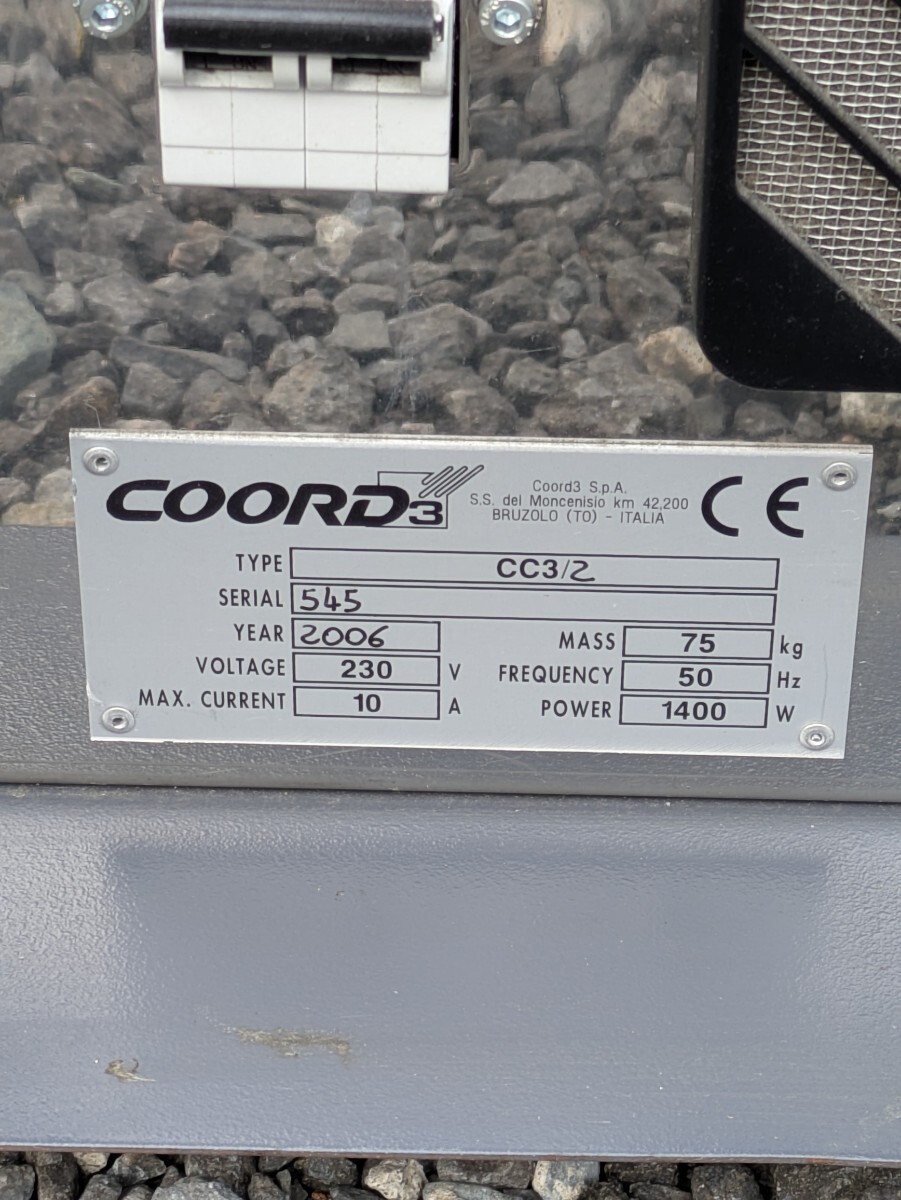 COORD3
Coord3 S.p.A.
S.S. del Moncenisio km 42,200
BRUZOLO (TO) - ITALIA
CE
TYPE CC3/2
SERIAL 545
YEAR 2006 MASS 75 kg
VOLTAGE 230 V FREQUENCY 50 Hz
MAX. CURRENT 10 A POWER 1400 W